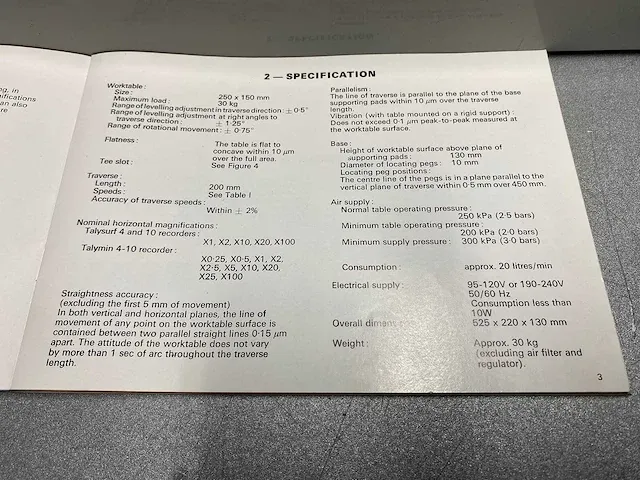 ng, in
ifications
an also
re
2 — SPECIFICATION
Worktable :
Size : 250 x 150 mm
Maximum load : 30 kg
Range of levelling adjustment in traverse direction : ± 0·5°
Range of levelling adjustment at right angles to
traverse direction : ± 1·25°
Range of rotational movement : ± 0·75°
Flatness : The table is flat to
concave within 10 µm
over the full area.
Tee slot : See Figure 4
Traverse :
Length : 200 mm
Speeds : See Table I
Accuracy of traverse speeds :
Within ± 2%
Nominal horizontal magnifications :
Talysurf 4 and 10 recorders :
X1, X2, X10, X20, X100
Talymin 4-10 recorder :
X0·25, X0·5, X1, X2,
X2·5, X5, X10, X20,
X25, X100
Straightness accuracy :
(excluding the first 5 mm of movement)
In both vertical and horizontal planes, the line of
movement of any point on the worktable surface is
contained between two parallel straight lines 0·15 µm
apart. The attitude of the worktable does not vary
by more than 1 sec of arc throughout the traverse
length.
Parallelism :
The line of traverse is parallel to the plane of the base
supporting pads within 10 µm over the traverse
length.
Vibration (with table mounted on a rigid support) :
Does not exceed 0·1 µm peak-to-peak measured at
the worktable surface.
Base :
Height of worktable surface above plane of
supporting pads : 130 mm
Diameter of locating pegs : 10 mm
Locating peg positions :
The centre line of the pegs is in a plane parallel to the
vertical plane of traverse within 0·5 mm over 450 mm.
Air supply :
Normal table operating pressure :
250 kPa (2·5 bars)
Minimum table operating pressure :
200 kPa (2·0 bars)
Minimum supply pressure : 300 kPa (3·0 bars)
Consumption : approx. 20 litres/min
Electrical supply : 95-120V or 190-240V
50/60 Hz
Consumption less than
10W
Overall dimen 525 x 220 x 130 mm
Weight : Approx. 30 kg
(excluding air filter and
regulator).
3